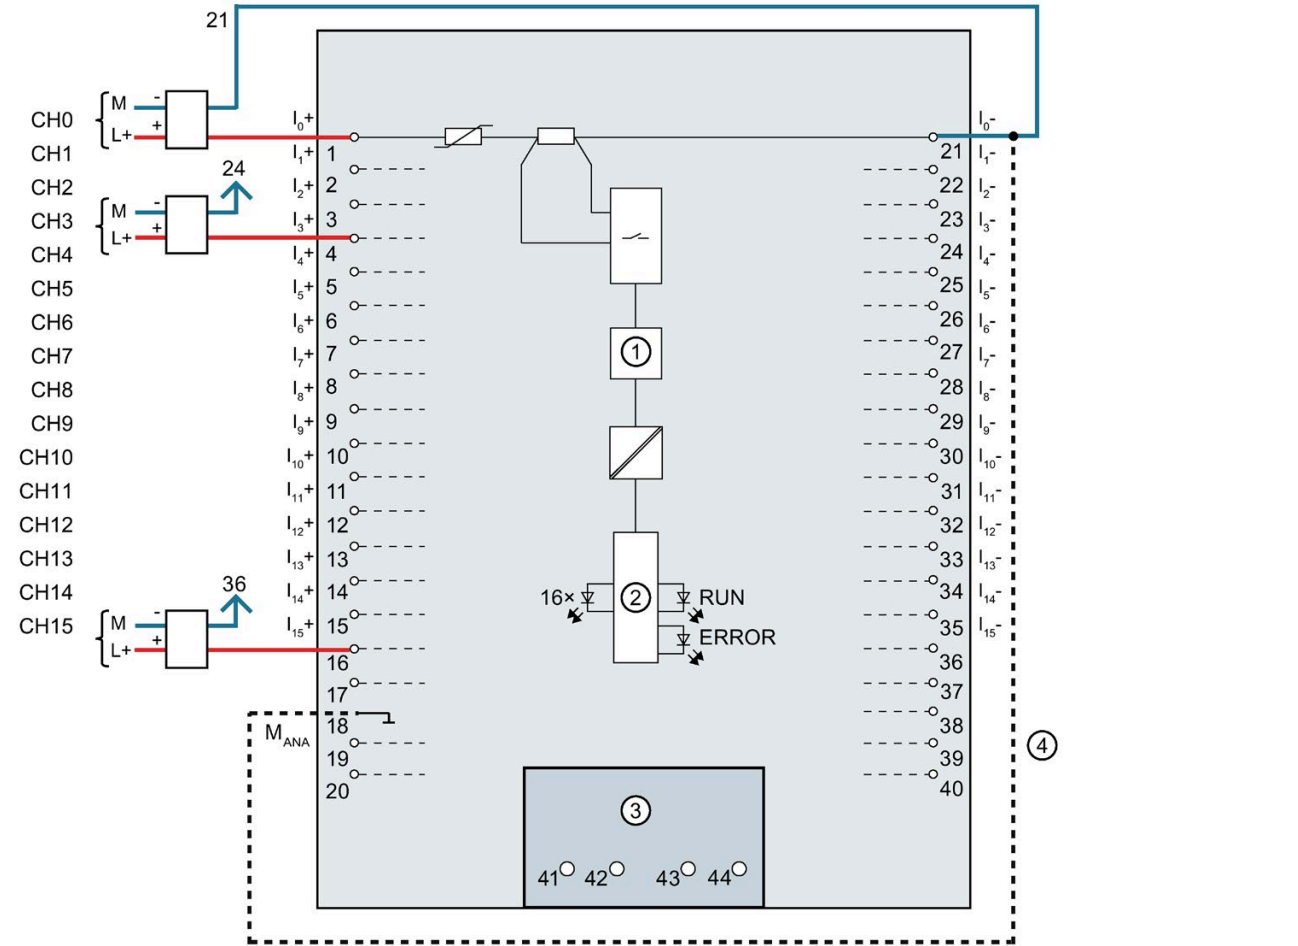 21
M -
CH0 I0+ I0-
L+ +
CH1 I1+ 1 21 I1-
24
CH2 I2+ 2 22 I2-
M -
CH3 I3+ 3 23 I3-
L+ +
CH4 I4+ 4 24 I4-
CH5 I5+ 5 25 I5-
CH6 I6+ 6 26 I6-
CH7 I7+ 7 1 27 I7-
CH8 I8+ 8 28 I8-
CH9 I9+ 9 29 I9-
CH10 I10+ 10 30 I10-
CH11 I11+ 11 31 I11-
CH12 I12+ 12 32 I12-
CH13 I13+ 13 33 I13-
36
CH14 I14+ 14 16× 2 RUN 34 I14-
M -
CH15 I15+ 15 ERROR 35 I15-
L+ +
16 36
17 37
18 38
MANA 4
19 39
20 40
3
41 42 43 44